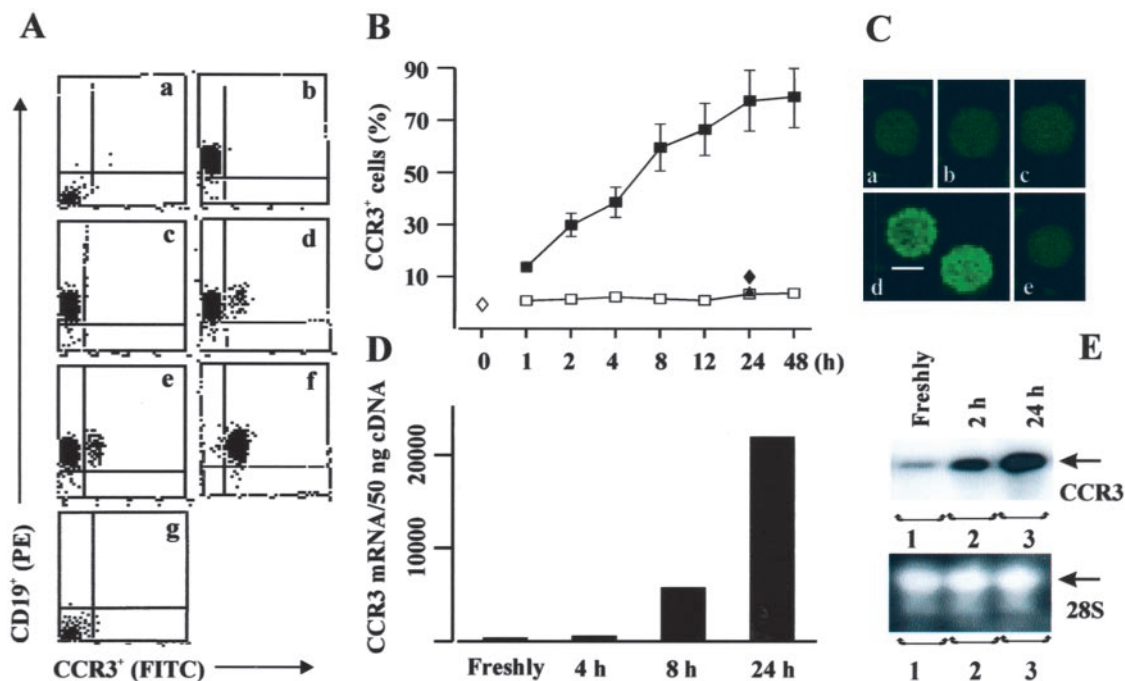 A
a
b
c
d
e
f
g
CD19+ (PE)
CCR3+ (FITC)
B
CCR3+ cells (%)
90
70
50
30
10
0 1 2 4 8 12 24 48 (h)
C
a
b
c
d
e
D
CCR3 mRNA/50 ng cDNA
20000
10000
Freshly 4 h 8 h 24 h
E
Freshly 2 h 24 h
CCR3
1 2 3
28S
1 2 3